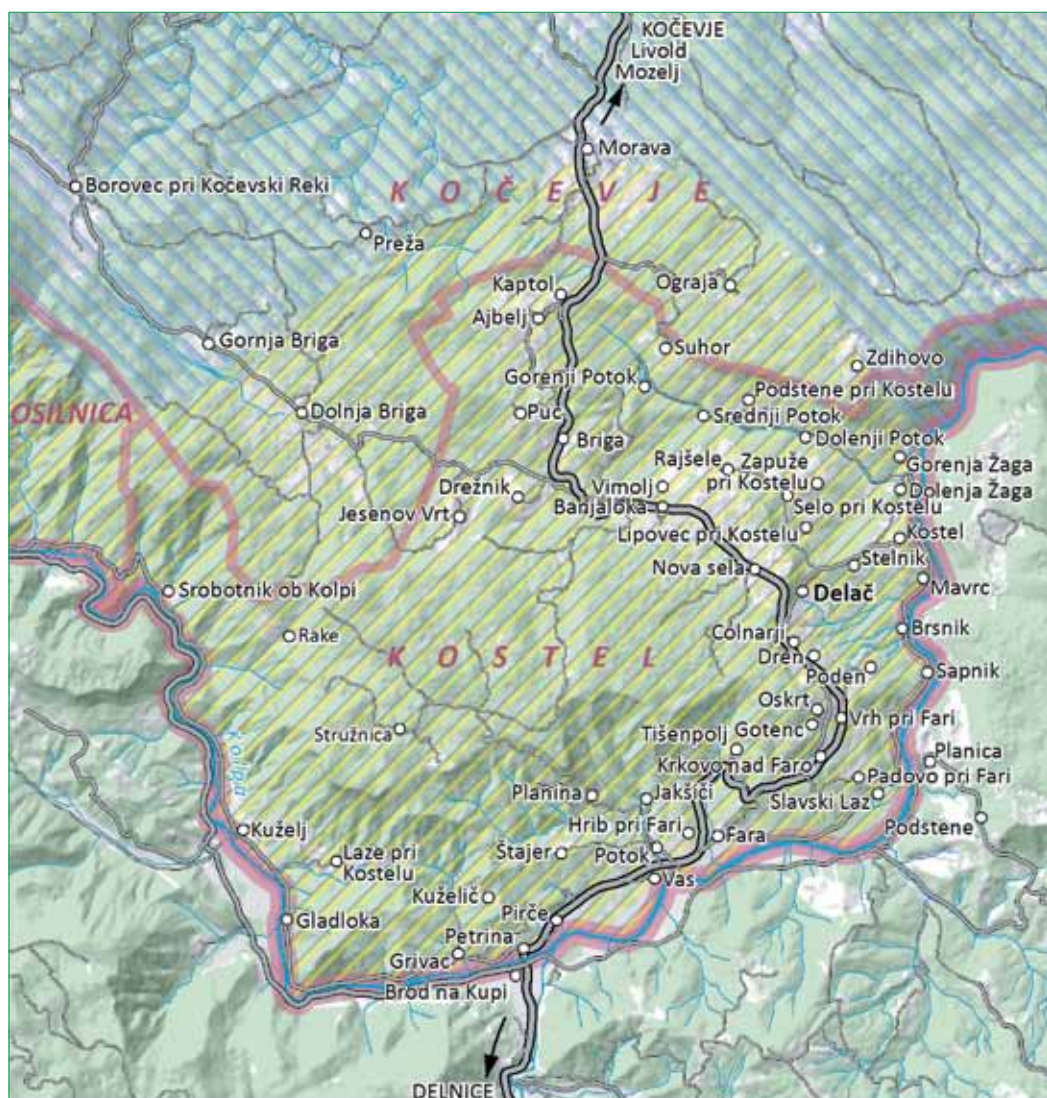 KOČEVJE
Livold
Mozelj
Morava
Borovec pri Kočevski Reki
KOČEVJE
Preža
Kaptol
Ograja
Ajbelj
Gornja Briga
Suhor
Zdihovo
Gorenji Potok
Podstene pri Kostelu
OSILNICA
Dolnja Briga
Puc
Srednji Potok
Briga
Dolenji Potok
Rajšele
Zapuže
pri Kostelu
Gorenja Žaga
Drežnik
Vimolj
Dolenja Žaga
Jesenov Vrt
Banjaloka
Selo pri Kostelu
Lipovec pri Kostelu
Kostel
Stelnik
Nova sela
Mavrc
Srobotnik ob Kolpi
Delač
Rake
Colnarji
Brsnik
KOSTEL
Dren
Poden
Sapnik
Oskrt
Stružnica
Gotenc
Vrh pri Fari
Tišenpolj
Kolpa
Krkovo nad Faro
Planica
Planina
Jakšiči
Padovo pri Fari
Slavski Laz
Kuželj
Hrib pri Fari
Fara
Podstene
Laze pri
Kostelu
Štajer
Potok
Vas
Kuželič
Gladloka
Pirče
Petrina
Grivac
Brod na Kupi
DELNICE